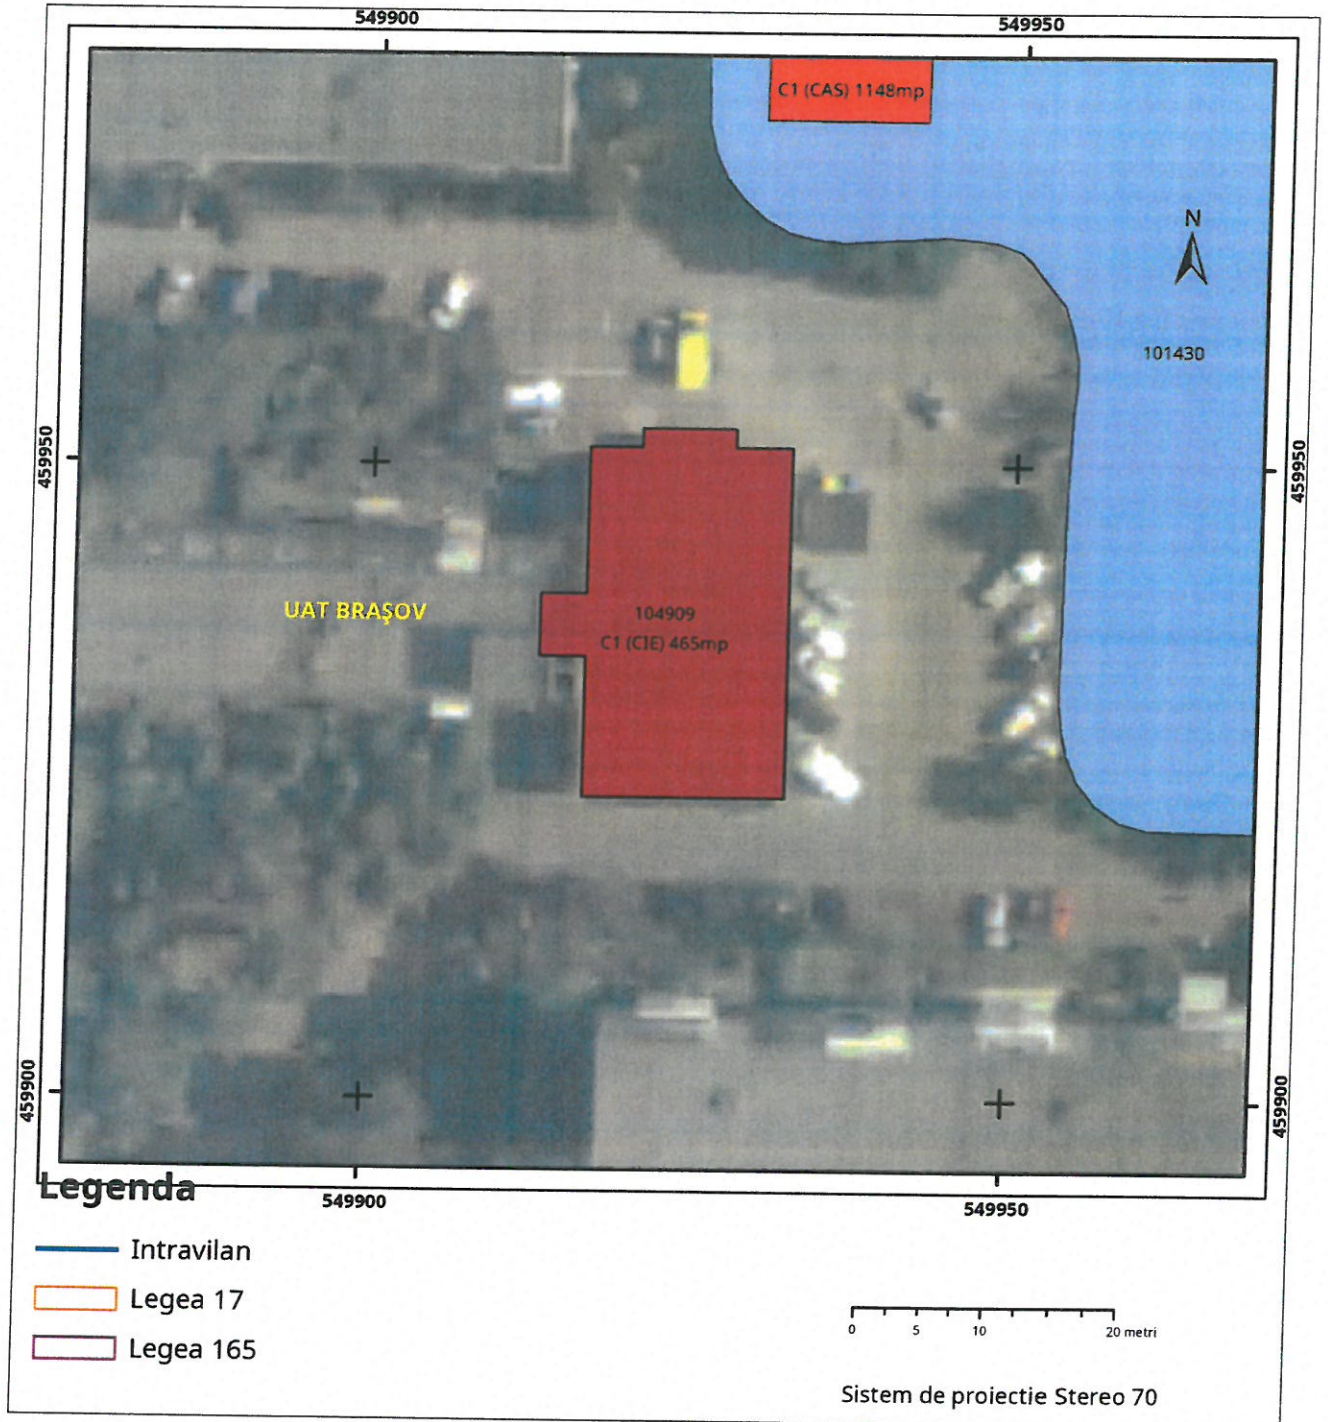 549900 549950
C1 (CAS) 1148mp
N
101430
459950 459950
UAT BRAŞOV
104909
C1 (CIE) 465mp
459900 459900
549900 549950
Legenda
Intravilan
Legea 17
Legea 165
0 5 10 20 metri
Sistem de proiectie Stereo 70